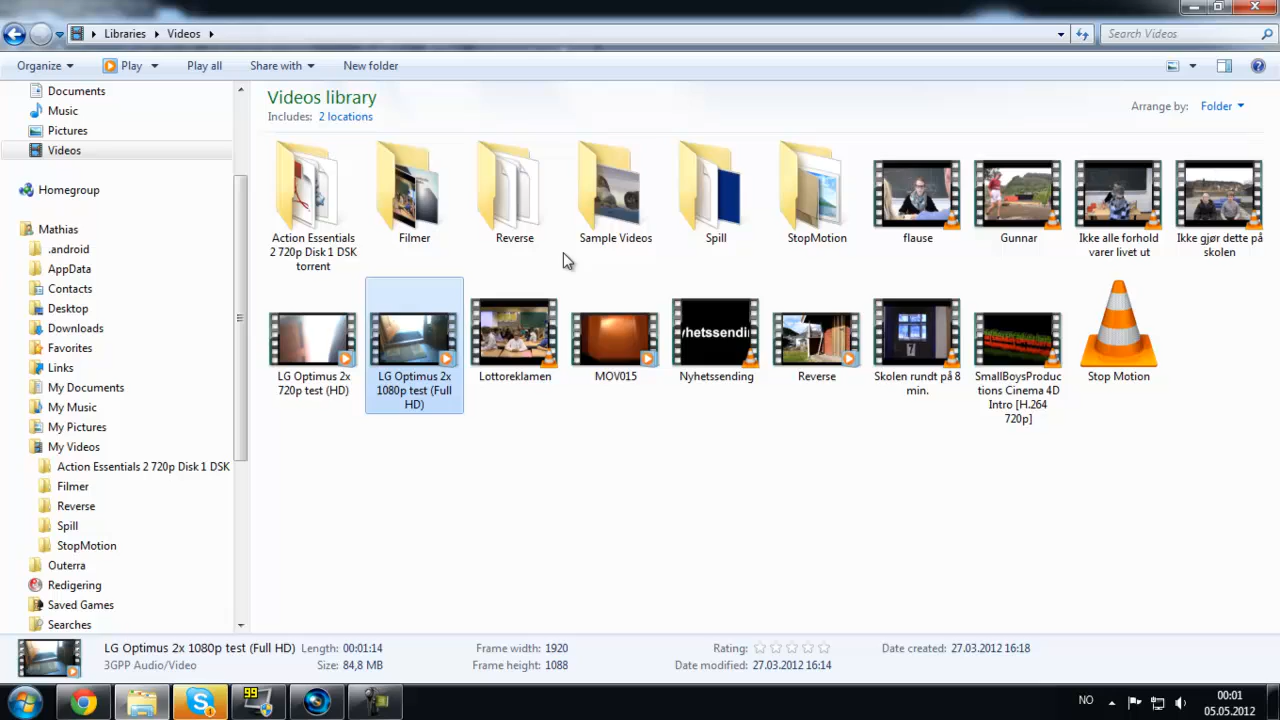 Libraries Videos
Search Videos
Organize Play Play all Share with New folder
Documents
Music
Pictures
Videos
Homegroup
Mathias
.android
AppData
Contacts
Desktop
Downloads
Favorites
Links
My Documents
My Music
My Pictures
My Videos
Action Essentials 2 720p Disk 1 DSK
Filmer
Reverse
Spill
StopMotion
Outerra
Redigering
Saved Games
Searches
Videos library
Includes: 2 locations
Arrange by: Folder
Action Essentials
2 720p Disk 1 DSK
torrent
Filmer
Reverse
Sample Videos
Spill
StopMotion
flause
Gunnar
Ikke alle forhold
varer livet ut
Ikke gjør dette på
skolen
LG Optimus 2x
720p test (HD)
LG Optimus 2x
1080p test (Full
HD)
Lottoreklamen
MOV015
yhetssendin
Nyhetssending
Reverse
7
Skolen rundt på 8
min.
SmallBoysProduc
tions Cinema 4D
Intro [H.264
720p]
Stop Motion
LG Optimus 2x 1080p test (Full HD) Length: 00:01:14 Frame width: 1920 Rating: Date created: 27.03.2012 16:18
3GPP Audio/Video Size: 84,8 MB Frame height: 1088 Date modified: 27.03.2012 16:14
99
NO
00:01
05.05.2012